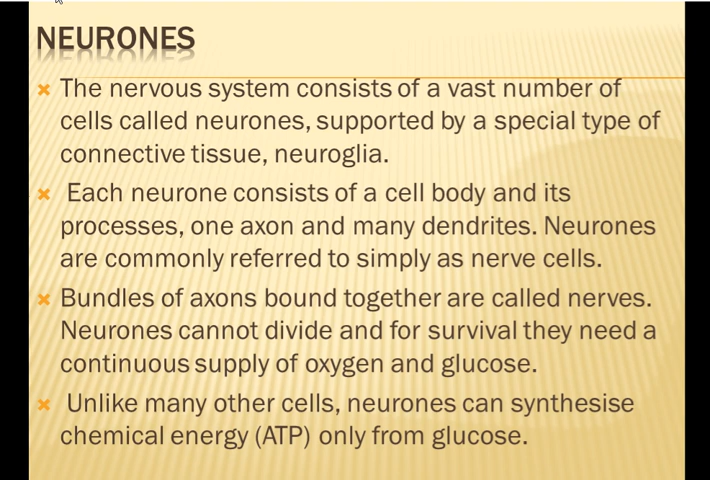 NEURONES
The nervous system consists of a vast number of
cells called neurones, supported by a special type of
connective tissue, neuroglia.
Each neurone consists of a cell body and its
processes, one axon and many dendrites. Neurones
are commonly referred to simply as nerve cells.
Bundles of axons bound together are called nerves.
Neurones cannot divide and for survival they need a
continuous supply of oxygen and glucose.
Unlike many other cells, neurones can synthesise
chemical energy (ATP) only from glucose.